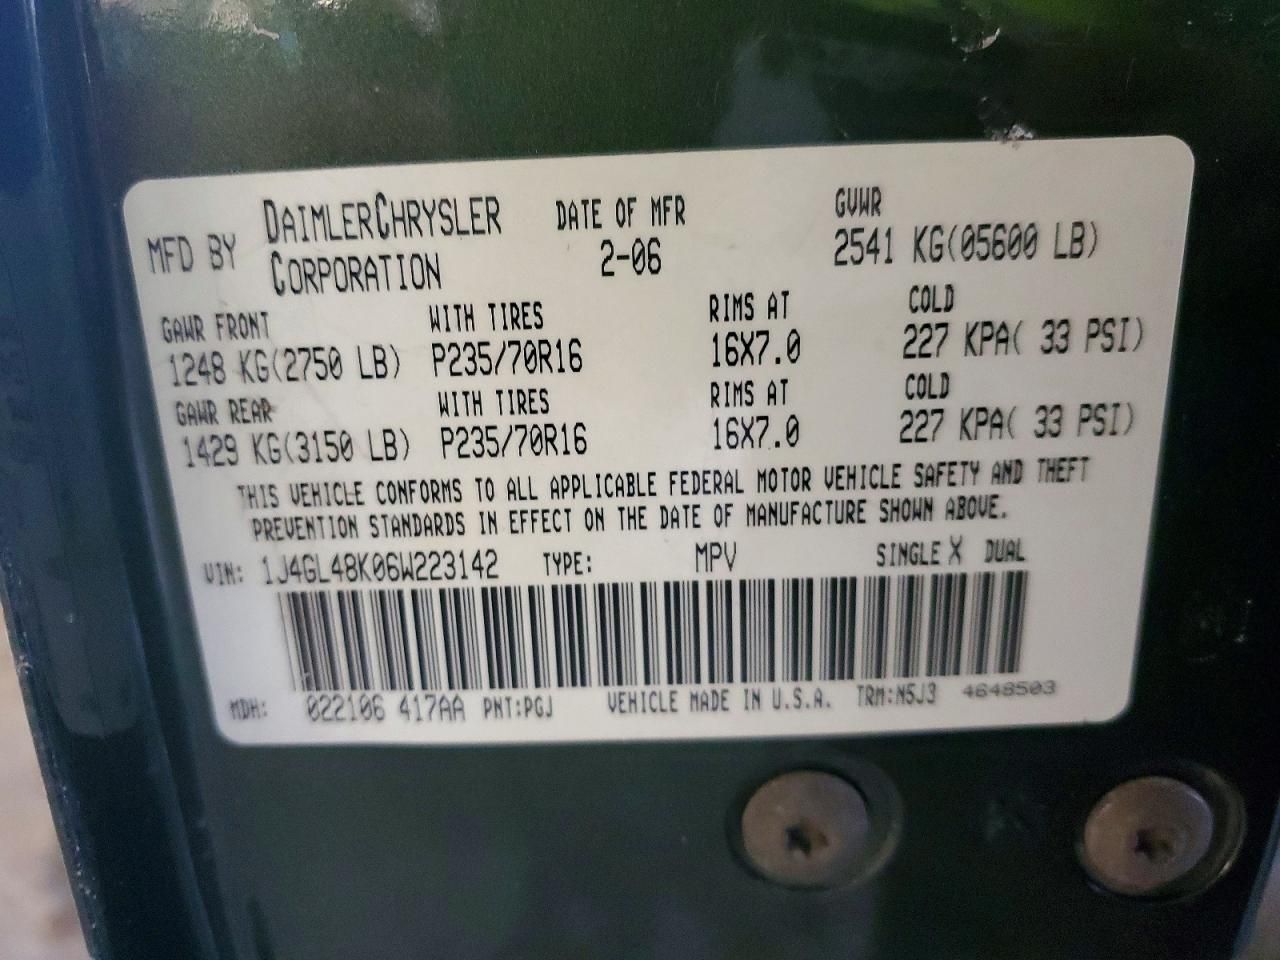 MFD BY DAIMLERCHRYSLER CORPORATION DATE OF MFR 2-06 GVWR 2541 KG(05600 LB)
GAWR FRONT WITH TIRES RIMS AT COLD
1248 KG(2750 LB) P235/70R16 16X7.0 227 KPA( 33 PSI)
GAWR REAR WITH TIRES RIMS AT COLD
1429 KG(3150 LB) P235/70R16 16X7.0 227 KPA( 33 PSI)
THIS VEHICLE CONFORMS TO ALL APPLICABLE FEDERAL MOTOR VEHICLE SAFETY AND THEFT
PREVENTION STANDARDS IN EFFECT ON THE DATE OF MANUFACTURE SHOWN ABOVE.
VIN: 1J4GL48K06W223142 TYPE: MPV SINGLE X DUAL
MDH: 022106 417AA PNT:PGJ VEHICLE MADE IN U.S.A. TRM:N5J3 4648503